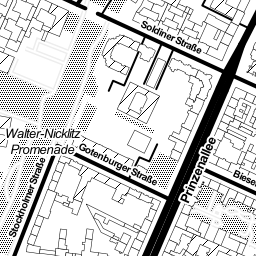 Soldiner Straße
Walter-Nicklitz
Promenade
Gotenburger Straße
Prinzenallee
Stockholmer Straße